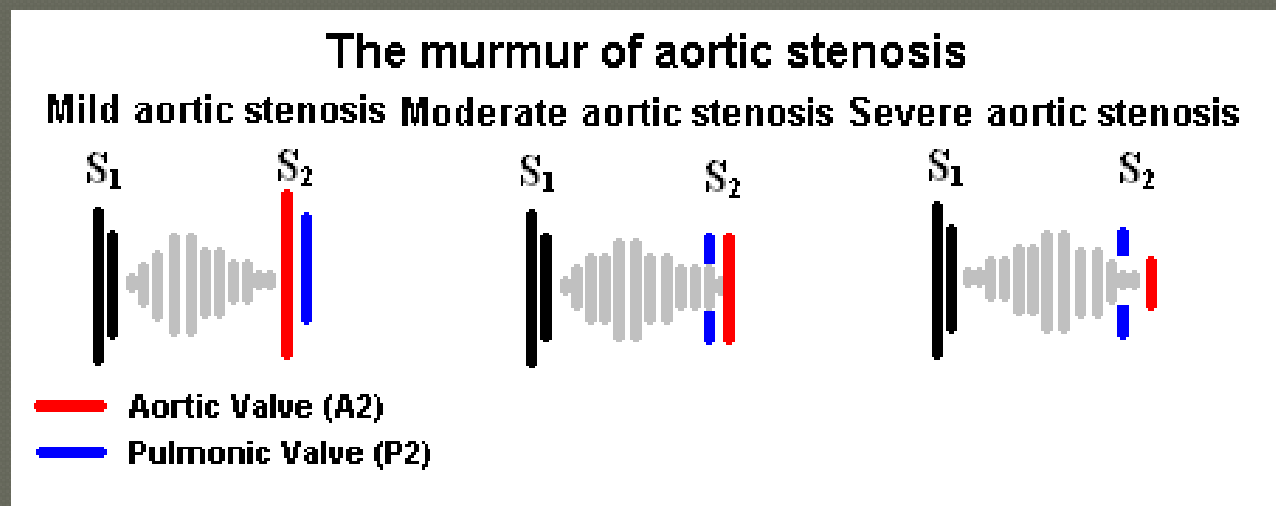 The murmur of aortic stenosis
Mild aortic stenosis Moderate aortic stenosis Severe aortic stenosis
S₁ S₂ S₁ S₂ S₁ S₂
Aortic Valve (A2)
Pulmonic Valve (P2)